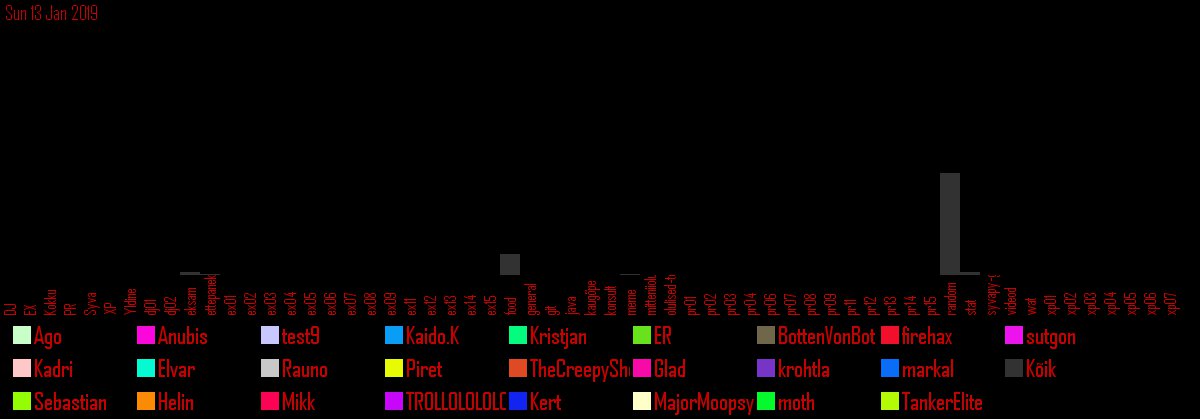 Sun 13 Jan 2019
DJ
EX
Kokku
PR
Syva
XP
Yldine
dj01
dj02
eksam
ettepanek
ex01
ex02
ex03
ex04
ex05
ex06
ex07
ex08
ex09
ex11
ex12
ex13
ex14
ex15
general
git
java
kaugõpe
konsult
meme
olulised-h
pr01
pr02
pr03
pr04
pr06
pr07
pr08
pr09
pr11
pr12
pr13
pr14
pr15
random
stat
videod
wat
xp01
xp02
xp03
xp04
xp05
xp06
xp07
Ago Anubis test9 Kaido.K Kristjan ER BottenVonBot firehax sutgon
Kadri Elvar Rauno Piret TheCreepySh Glad krohtla markal Kõik
Sebastian Helin Mikk TROLLOLOLOLO Kert MajorMoopsy moth TankerElite